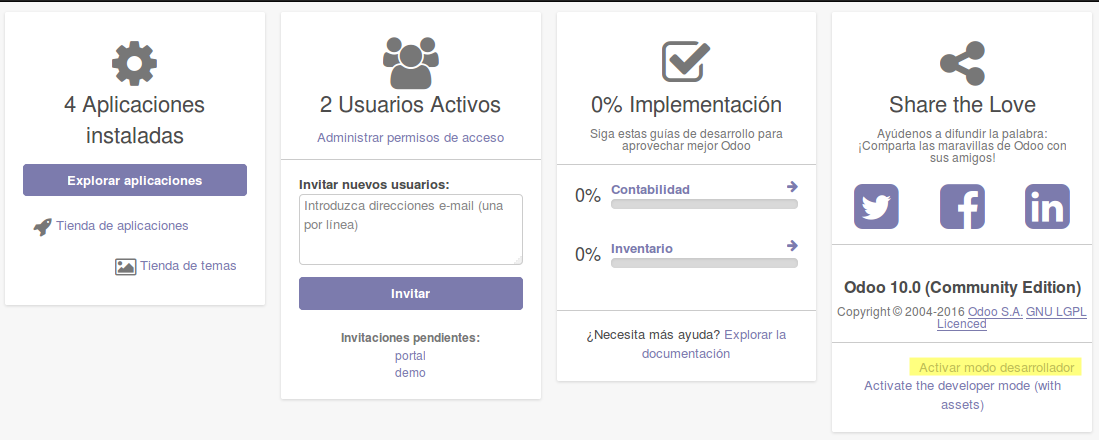 4 Aplicaciones
instaladas
Explorar aplicaciones
Tienda de aplicaciones
Tienda de temas
2 Usuarios Activos
Administrar permisos de acceso
Invitar nuevos usuarios:
Introduzca direcciones e-mail (una
por línea)
Invitar
Invitaciones pendientes:
portal
demo
0% Implementación
Siga estas guías de desarrollo para
aprovechar mejor Odoo
0% Contabilidad
0% Inventario
¿Necesita más ayuda? Explorar la
documentación
Share the Love
Ayúdenos a difundir la palabra:
¡Comparta las maravillas de Odoo con
sus amigos!
Odoo 10.0 (Community Edition)
Copyright © 2004-2016 Odoo S.A. GNU LGPL
Licenced
Activar modo desarrollador
Activate the developer mode (with
assets)